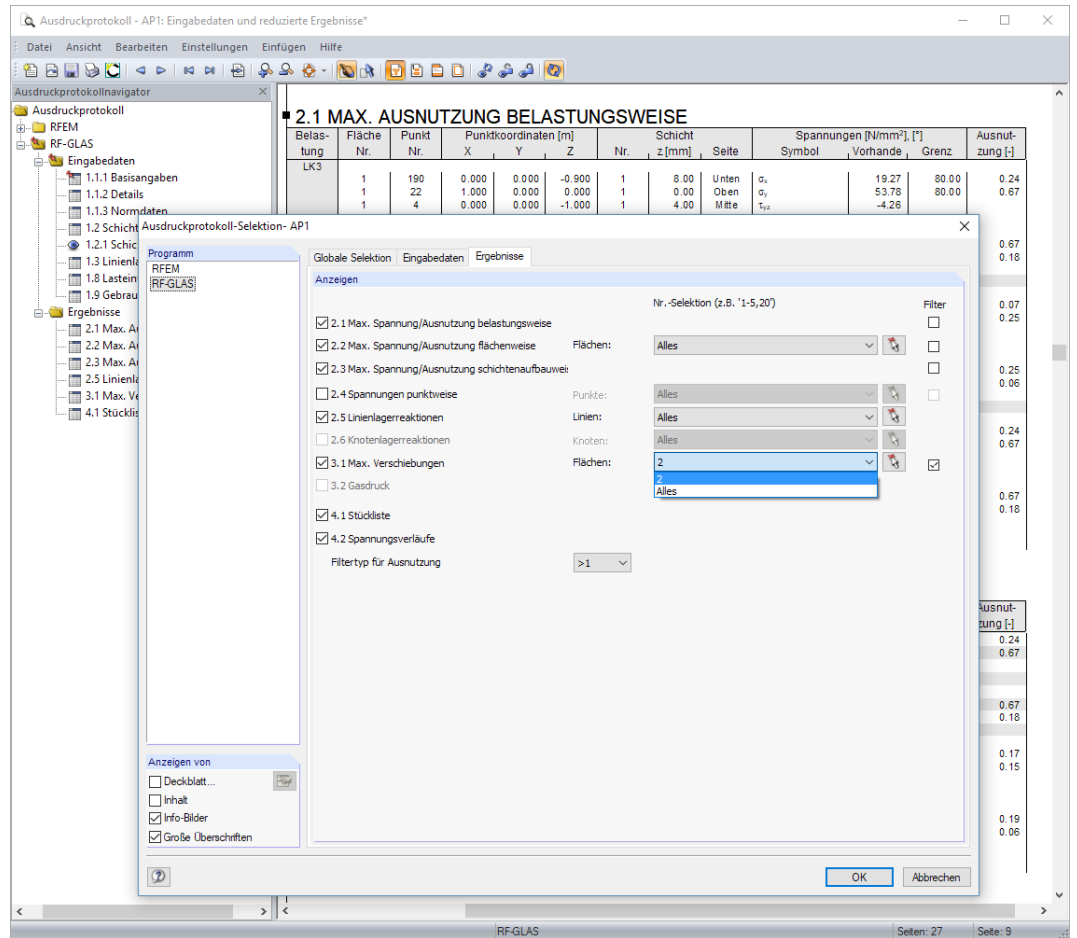 Ausdruckprotokoll - AP1: Eingabedaten und reduzierte Ergebnisse*
Datei Ansicht Bearbeiten Einstellungen Einfügen Hilfe
Ausdruckprotokollnavigator
Ausdruckprotokoll
RFEM
RF-GLAS
Eingabedaten
1.1.1 Basisangaben
1.1.2 Details
1.1.3 Normdaten
1.2 Schicht
1.2.1 Schic
1.3 Linienla
1.8 Lastein
1.9 Gebrau
Ergebnisse
2.1 Max. Au
2.2 Max. Au
2.3 Max. Au
2.5 Linienla
3.1 Max. Ve
4.1 Stücklis
2.1 MAX. AUSNUTZUNG BELASTUNGSWEISE
Belas- Fläche Punkt Punktkoordinaten [m] Schicht Spannungen [N/mm²], [°] Ausnut-
tung Nr. Nr. X Y Z Nr. z [mm] Seite Symbol Vorhande Grenz zung [-]
LK3
1 190 0.000 0.000 -0.900 1 8.00 Unten σx 19.27 80.00 0.24
1 22 1.000 0.000 0.000 1 0.00 Oben σy 53.78 80.00 0.67
1 4 0.000 0.000 -1.000 1 4.00 Mitte τyz -4.26
0.67
0.18
0.07
0.25
0.25
0.06
0.24
0.67
0.67
0.18
Ausnut-
zung [-]
0.24
0.67
0.67
0.18
0.17
0.15
0.19
0.06
Ausdruckprotokoll-Selektion- AP1
Programm
RFEM
RF-GLAS
Globale Selektion Eingabedaten Ergebnisse
Anzeigen
Nr.-Selektion (z.B. '1-5,20') Filter
2.1 Max. Spannung/Ausnutzung belastungsweise
2.2 Max. Spannung/Ausnutzung flächenweise Flächen: Alles
2.3 Max. Spannung/Ausnutzung schichtenaufbauweis
2.4 Spannungen punktweise Punkte: Alles
2.5 Linienlagerreaktionen Linien: Alles
2.6 Knotenlagerreaktionen Knoten: Alles
3.1 Max. Verschiebungen Flächen: 2
2
Alles
3.2 Gasdruck
4.1 Stückliste
4.2 Spannungsverläufe
Filtertyp für Ausnutzung >1
Anzeigen von
Deckblatt...
Inhalt
Info-Bilder
Große Überschriften
OK Abbrechen
RF-GLAS Seiten: 27 Seite: 9